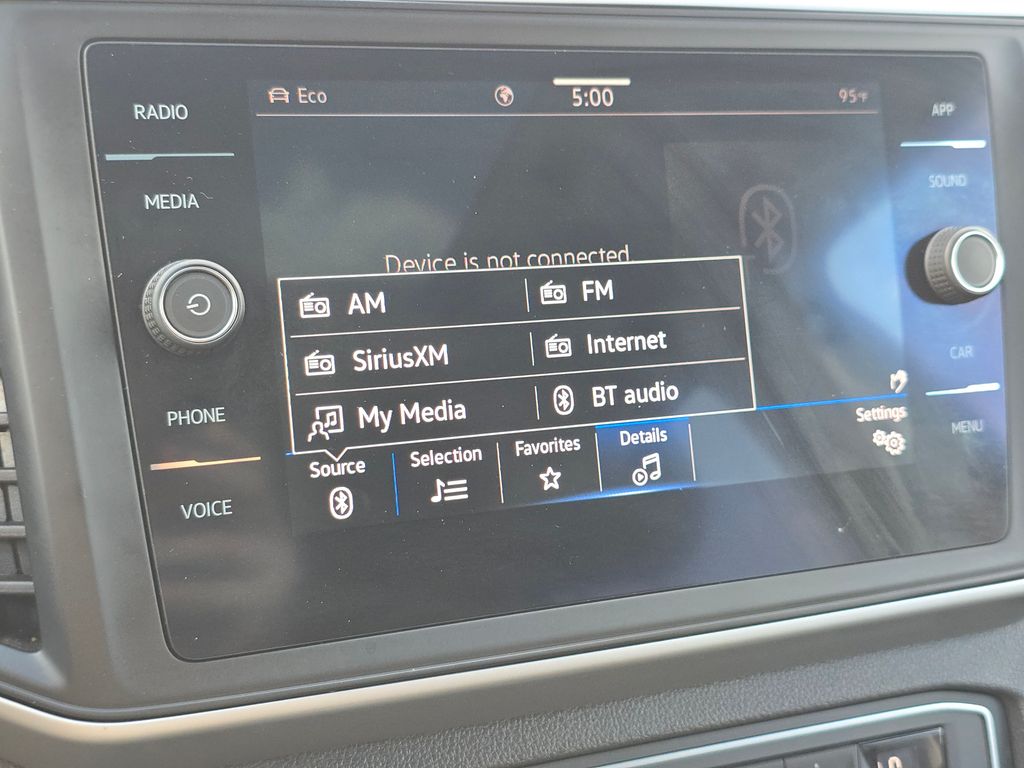 RADIO
MEDIA
PHONE
VOICE
Eco
5:00
95°F
Device is not connected
AM
FM
SiriusXM
Internet
My Media
BT audio
Source
Selection
Favorites
Details
Settings
APP
SOUND
CAR
MENU